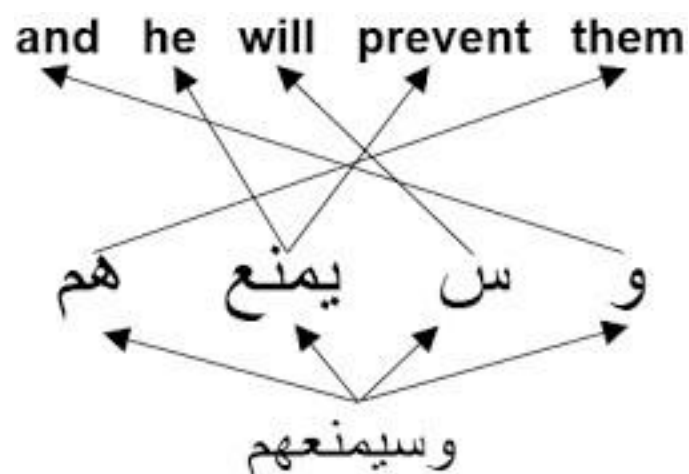 and he will prevent them
و س يمنع هم
وسيمنعهم